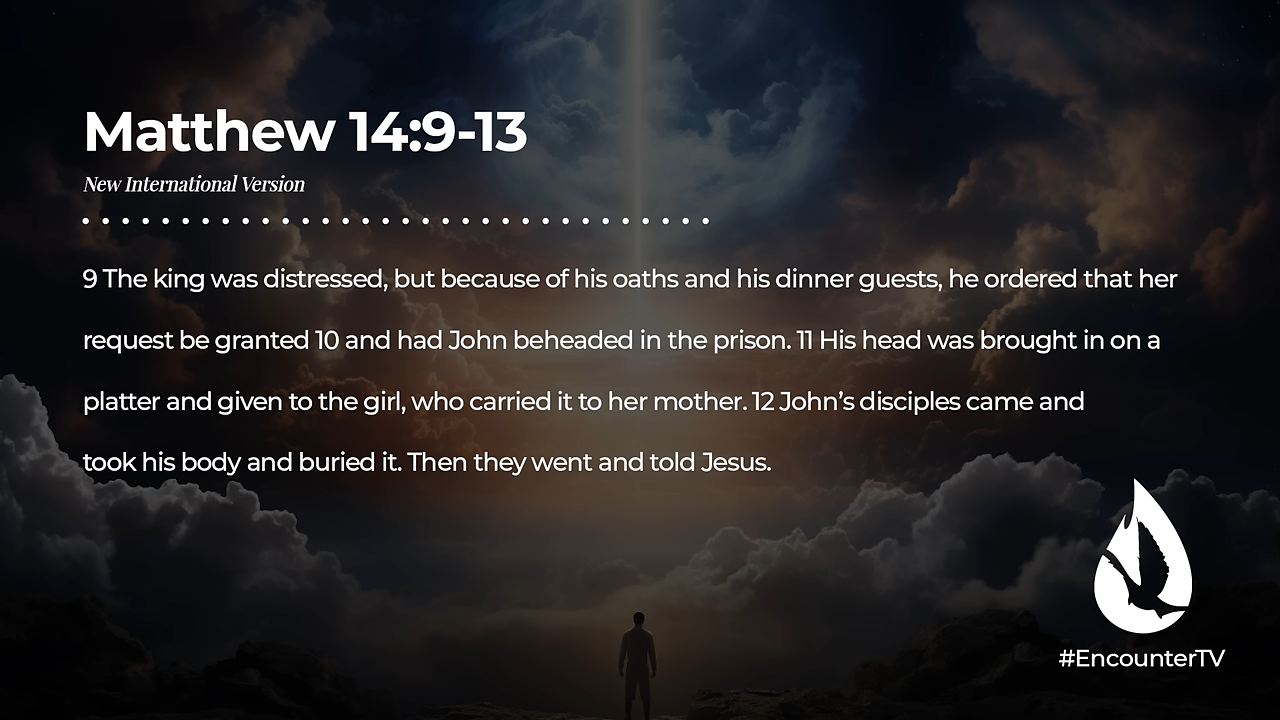 Matthew 14:9-13
New International Version
9 The king was distressed, but because of his oaths and his dinner guests, he ordered that her
request be granted 10 and had John beheaded in the prison. 11 His head was brought in on a
platter and given to the girl, who carried it to her mother. 12 John’s disciples came and
took his body and buried it. Then they went and told Jesus.
#EncounterTV